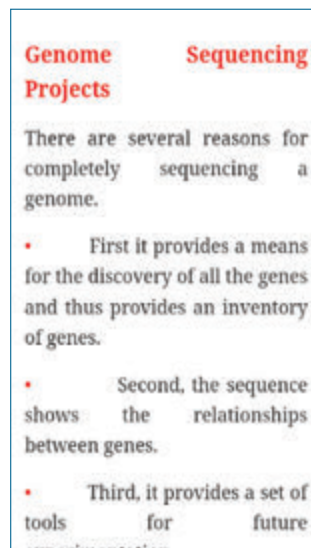 Genome Sequencing
Projects
There are several reasons for
completely sequencing a
genome.
• First it provides a means
for the discovery of all the genes
and thus provides an inventory
of genes.
• Second, the sequence
shows the relationships
between genes.
• Third, it provides a set of
tools for future